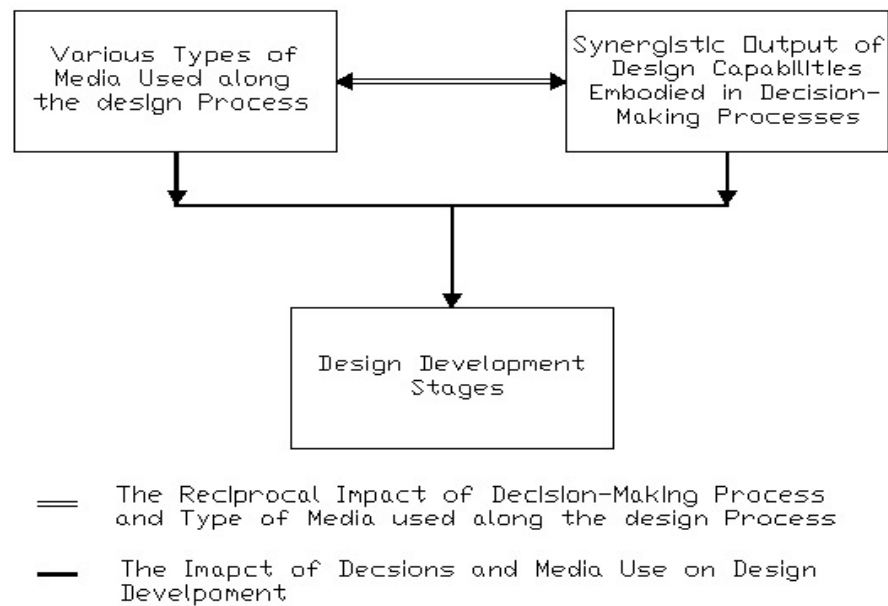 Various Types of
Media Used along
the design Process
Synergistic Output of
Design Capabilities
Embodied in Decision-
Making Processes
Design Development
Stages
The Reciprocal Impact of Decision-Making Process
and Type of Media used along the design Process
The Imapct of Decsions and Media Use on Design
Develpoment